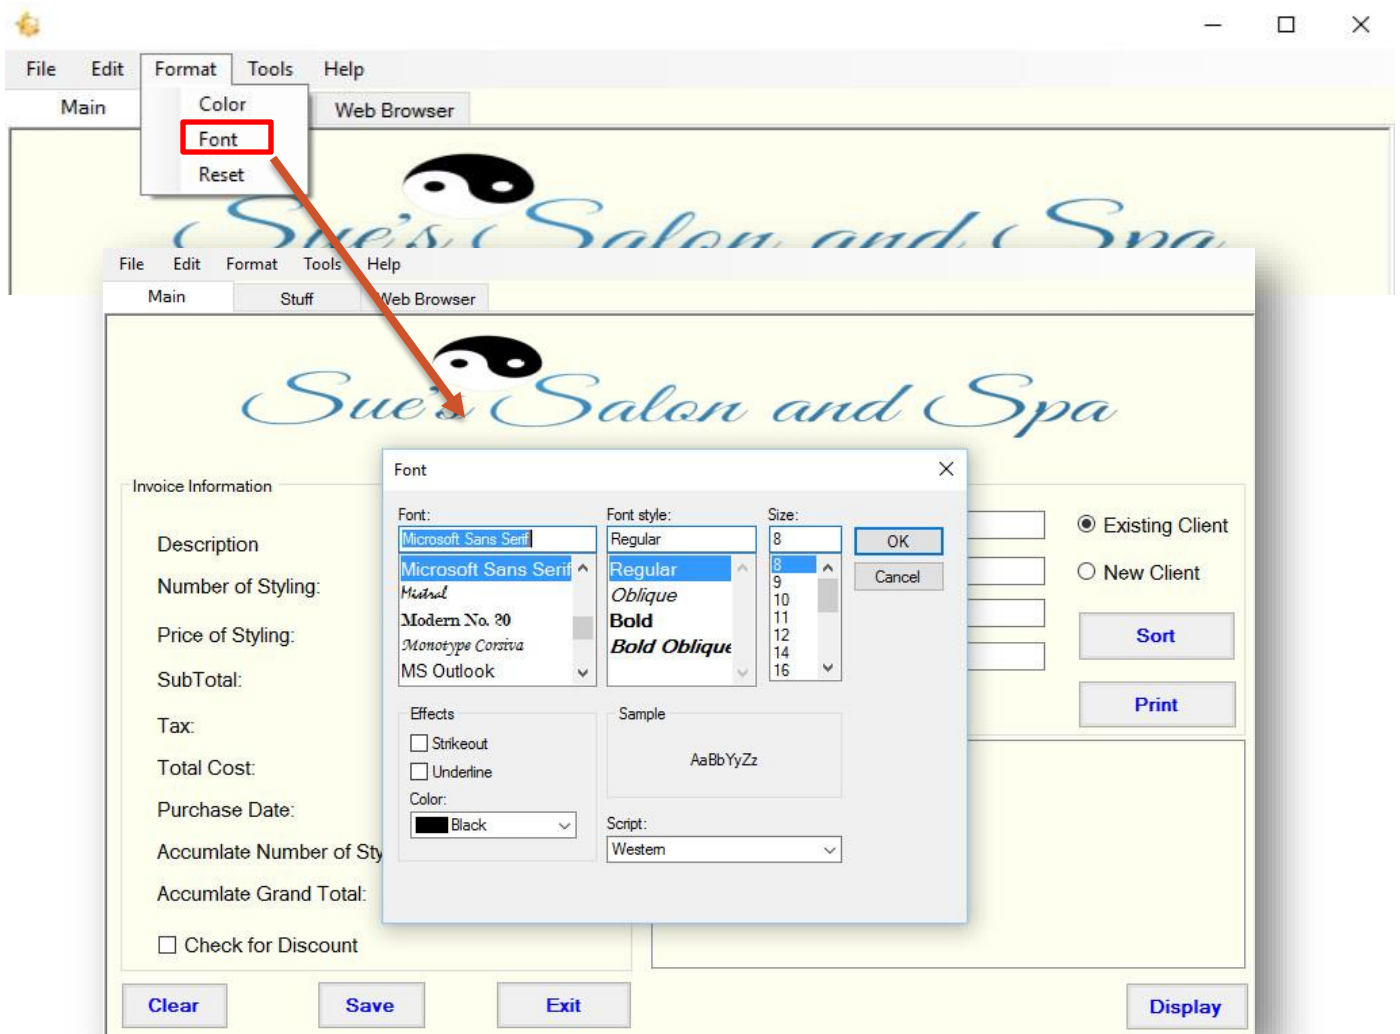 File Edit Format Tools Help
Main Web Browser
Color
Font
Reset
Sue's Salon and Spa
File Edit Format Tools Help
Main Stuff Web Browser
Sue's Salon and Spa
Invoice Information
Description
Number of Styling:
Price of Styling:
SubTotal:
Tax:
Total Cost:
Purchase Date:
Accumlate Number of Sty
Accumlate Grand Total:
Check for Discount
Font
Font:
Microsoft Sans Serif
Microsoft Sans Serif
Mistral
Modern No. 20
Monotype Corsiva
MS Outlook
Font style:
Regular
Regular
Oblique
Bold
Bold Oblique
Size:
8
8
9
10
11
12
14
16
OK
Cancel
Effects
Strikeout
Underline
Color:
Black
Sample
AaBbYyZz
Script:
Western
Existing Client
New Client
Sort
Print
Clear Save Exit Display